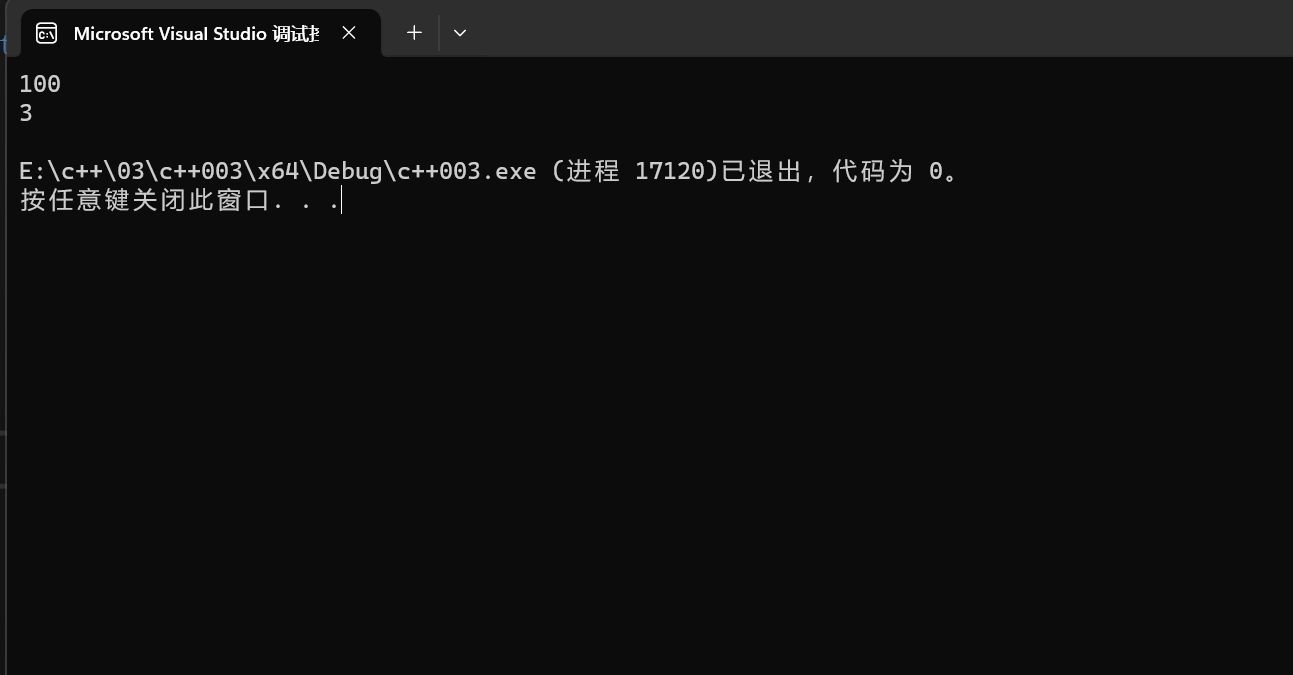 Microsoft Visual Studio 调试
100
3
E:\c++\03\c++003\x64\Debug\c++003.exe (进程 17120)已退出，代码为 0。
按任意键关闭此窗口. . .